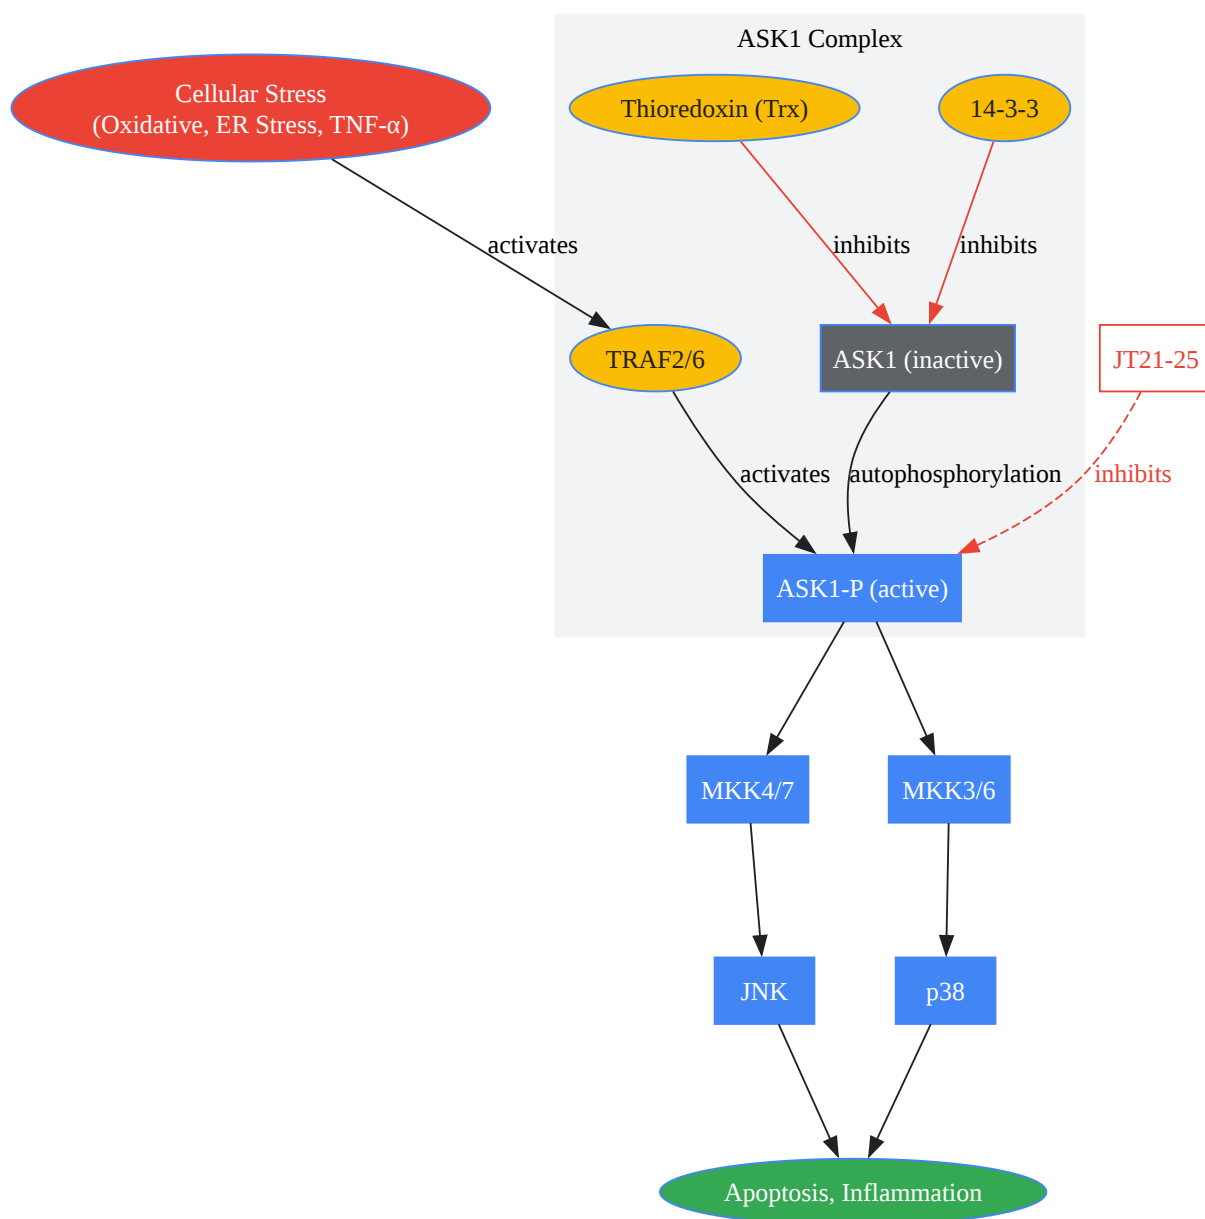 ASK1 Complex
Cellular Stress
(Oxidative, ER Stress, TNF-α)
Thioredoxin (Trx)
14-3-3
activates
inhibits
inhibits
TRAF2/6
ASK1 (inactive)
JT21-25
activates
autophosphorylation
inhibits
ASK1-P (active)
MKK4/7
MKK3/6
JNK
p38
Apoptosis, Inflammation